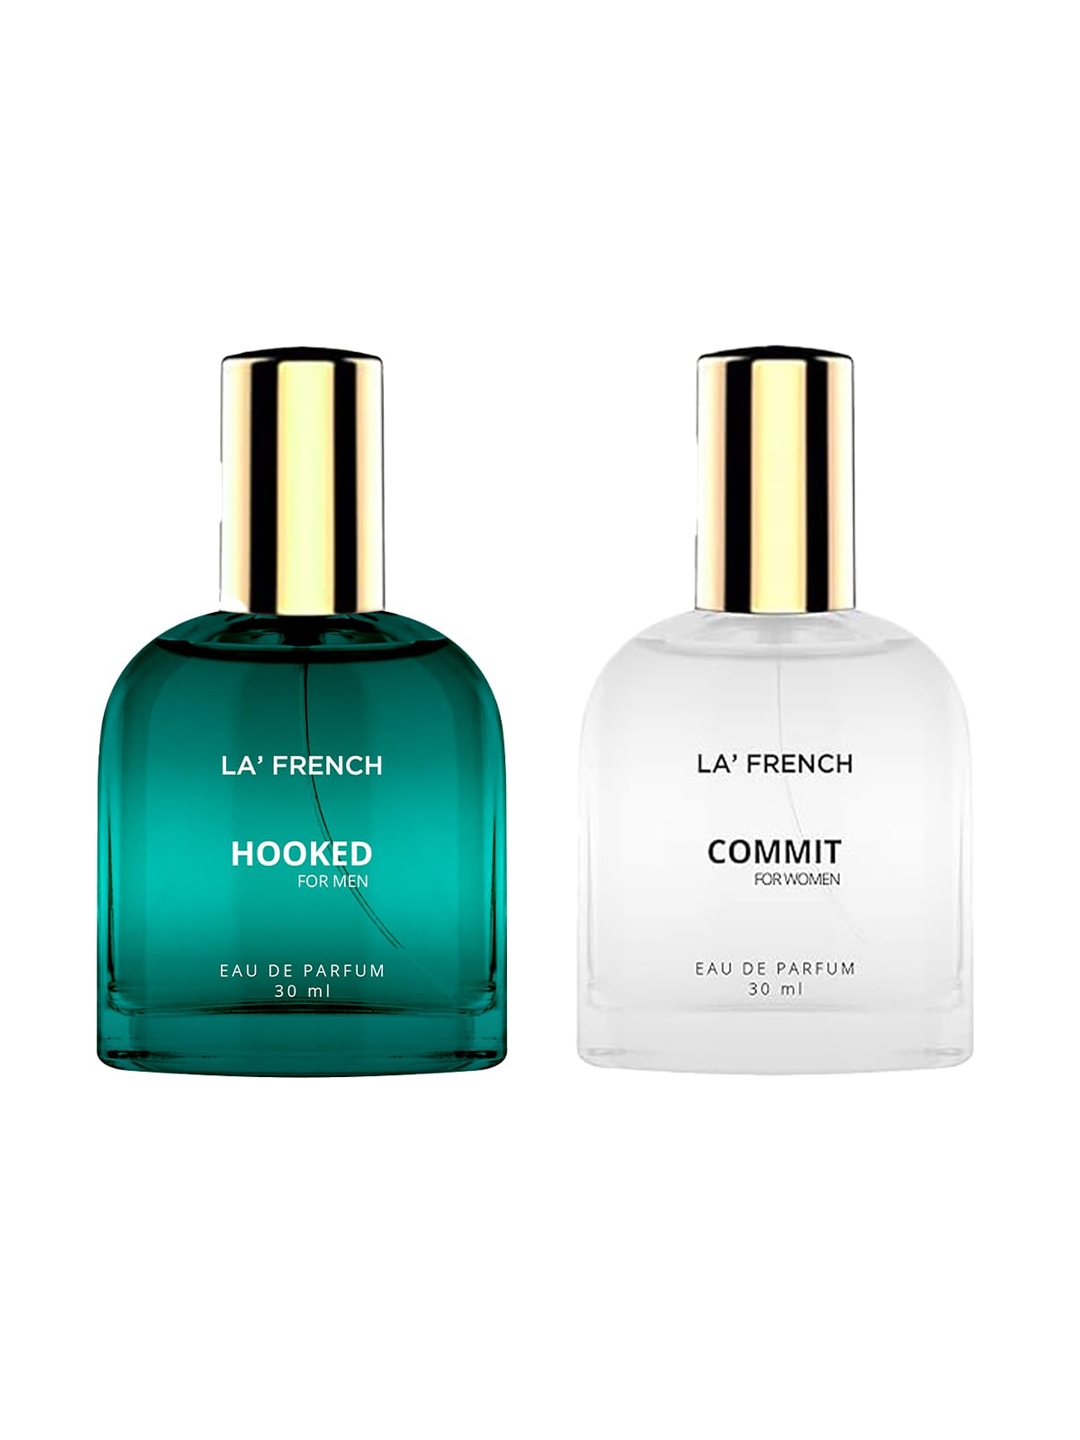 LA' FRENCH
HOOKED
FOR MEN
EAU DE PARFUM
30 ml
LA' FRENCH
COMMIT
FOR WOMEN
EAU DE PARFUM
30 ml